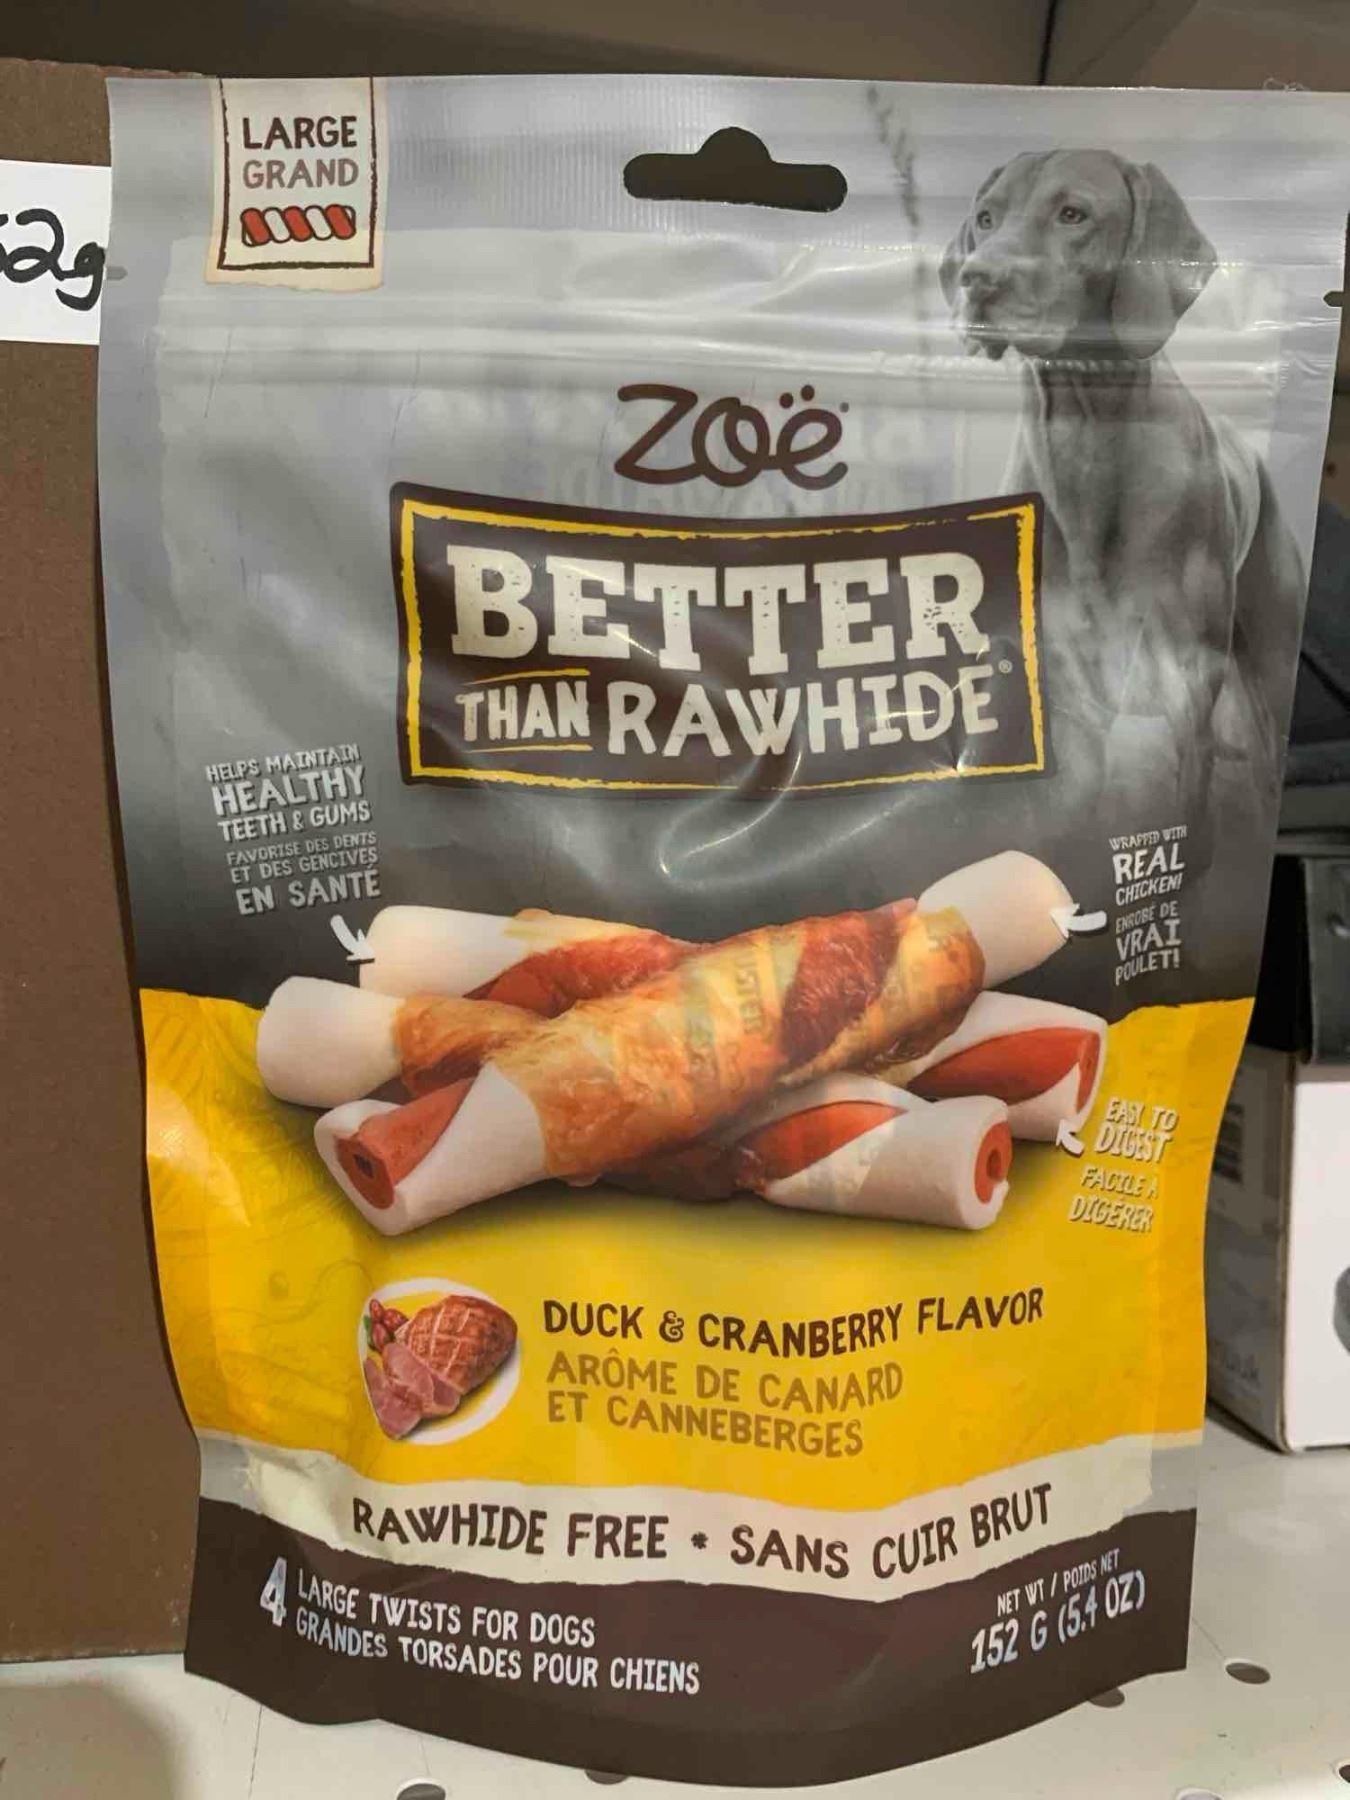 LARGE
GRAND
2g
Zoë
BETTER
THAN RAWHIDE®
HELPS MAINTAIN
HEALTHY
TEETH & GUMS
FAVORISE DES DENTS
ET DES GENCIVES
EN SANTÉ
WRAPPED WITH
REAL
CHICKEN!
ENROBÉ DE
VRAI
POULET!
EASY TO
DIGEST
FACILE À
DIGÉRER
DUCK & CRANBERRY FLAVOR
ARÔME DE CANARD
ET CANNEBERGES
RAWHIDE FREE * SANS CUIR BRUT
4 LARGE TWISTS FOR DOGS
GRANDES TORSADES POUR CHIENS
NET WT / POIDS NET
152 G (5.4 OZ)